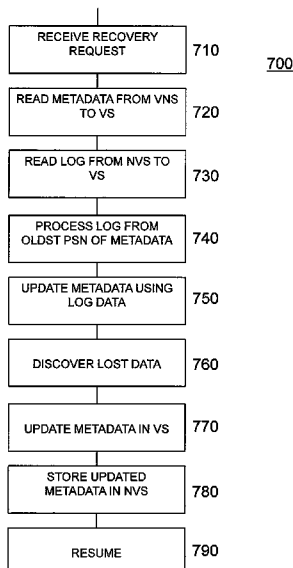 RECEIVE RECOVERY
REQUEST
710
700
READ METADATA FROM VNS
TO VS
720
READ LOG FROM NVS TO
VS
730
PROCESS LOG FROM
OLDST PSN OF METADATA
740
UPDATE METADATA USING
LOG DATA
750
DISCOVER LOST DATA
760
UPDATE METADATA IN VS
770
STORE UPDATED
METADATA IN NVS
780
RESUME
790